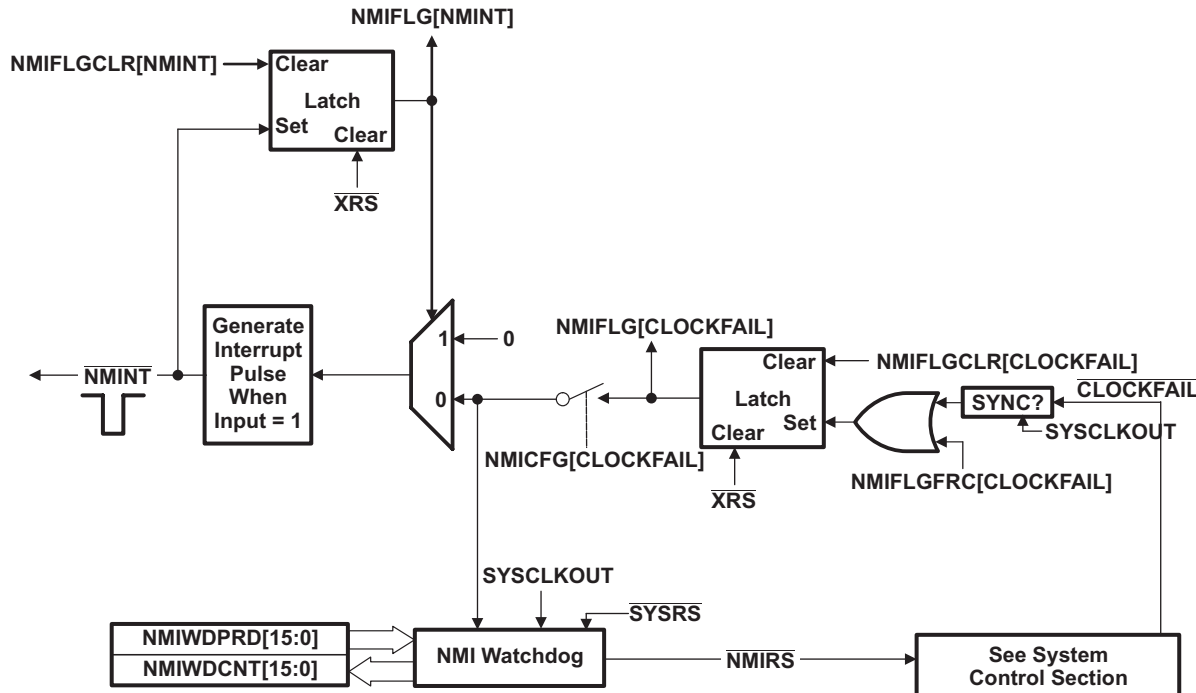 NMIFLG[NMINT]
NMIFLGCLR[NMINT]
Clear
Latch
Set
Clear
XRS
Generate
Interrupt
Pulse
When
Input = 1
NMINT
1
0
0
NMIFLG[CLOCKFAIL]
NMICFG[CLOCKFAIL]
Clear
Latch
Set
Clear
XRS
NMIFLGCLR[CLOCKFAIL]
CLOCKFAIL
SYNC?
SYSCLKOUT
NMIFLGFRC[CLOCKFAIL]
SYSCLKOUT
SYSRS
NMIWDPRD[15:0]
NMIWDCNT[15:0]
NMI Watchdog
NMIRS
See System
Control Section